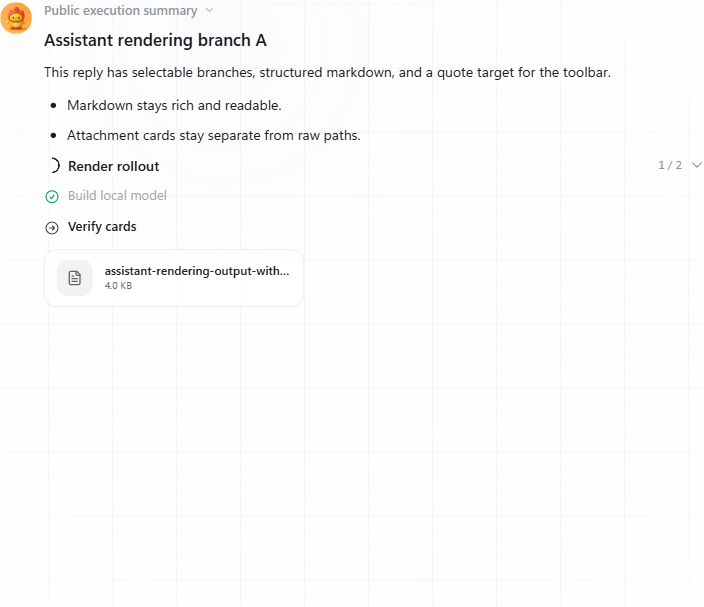 Public execution summary
Assistant rendering branch A
This reply has selectable branches, structured markdown, and a quote target for the toolbar.
Markdown stays rich and readable.
Attachment cards stay separate from raw paths.
Render rollout 1 / 2
Build local model
Verify cards
assistant-rendering-output-with...
4.0 KB